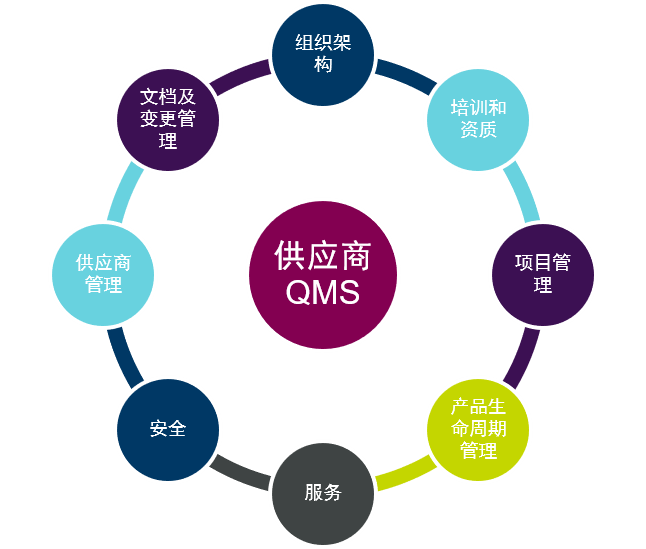 组织架
构
培训和
资质
项目管
理
产品生
命周期
管理
服务
安全
供应商
管理
文档及
变更管
理
供应商
QMS